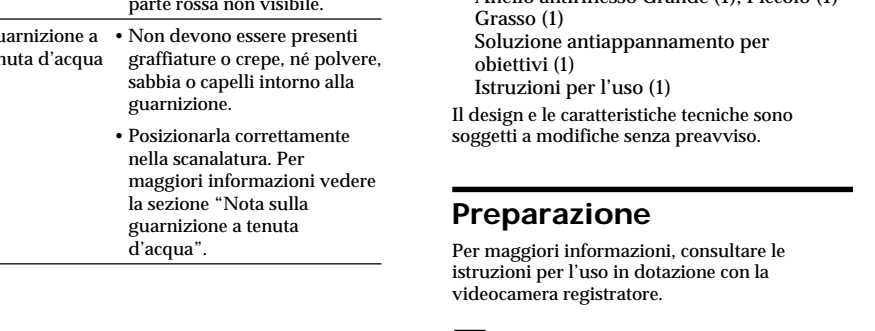 parte rossa non visibile.
uarnizione a
nuta d'acqua
• Non devono essere presenti
graffiature o crepe, né polvere,
sabbia o capelli intorno alla
guarnizione.
• Posizionarla correttamente
nella scanalatura. Per
maggiori informazioni vedere
la sezione “Nota sulla
guarnizione a tenuta
d'acqua”.
Anello antiriflesso Grande (1), Piccolo (1)
Grasso (1)
Soluzione antiappannamento per
obiettivi (1)
Istruzioni per l'uso (1)
Il design e le caratteristiche tecniche sono
soggetti a modifiche senza preavviso.
Preparazione
Per maggiori informazioni, consultare le
istruzioni per l'uso in dotazione con la
videocamera registratore.